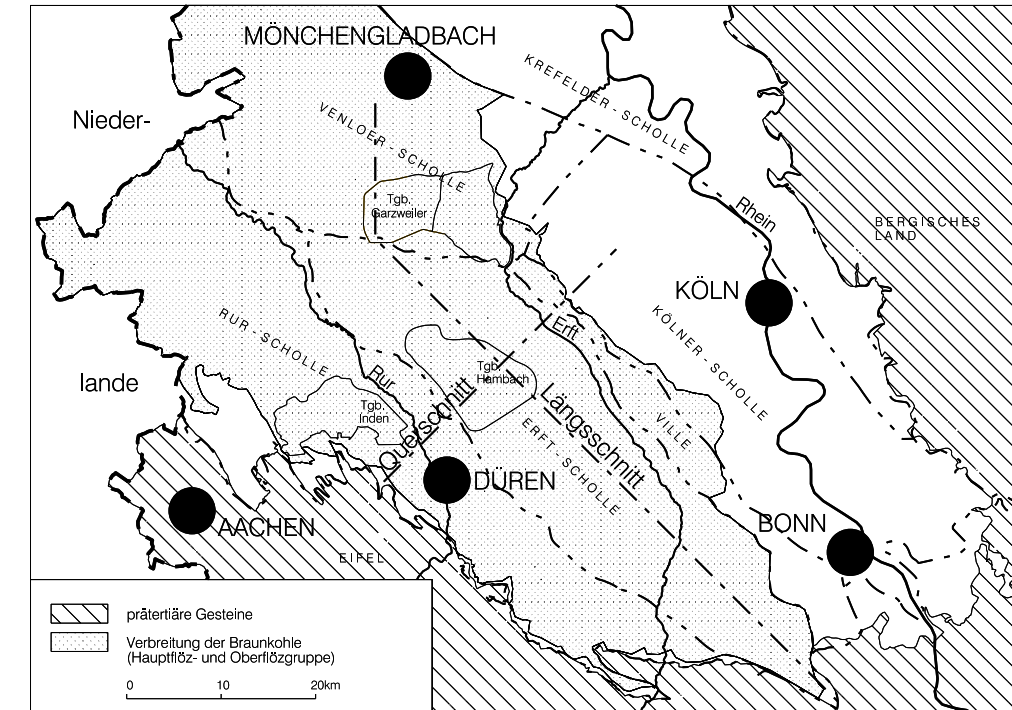 MÖNCHENGLADBACH
KREFELDER-SCHOLLE
Nieder-
VENLOER-SCHOLLE
Tgb.
Garzweiler
Rhein
BERGISCHES
LAND
KÖLN
KÖLNER-SCHOLLE
RUR-SCHOLLE
Erft
lande
Rur
Tgb.
Hambach
Tgb.
Inden
Querschnitt
Längsschnitt
ERFT-SCHOLLE
VILLE
DÜREN
AACHEN
BONN
EIFEL
prätertiäre Gesteine
Verbreitung der Braunkohle
(Hauptflöz- und Oberflözgruppe)
0 10 20km